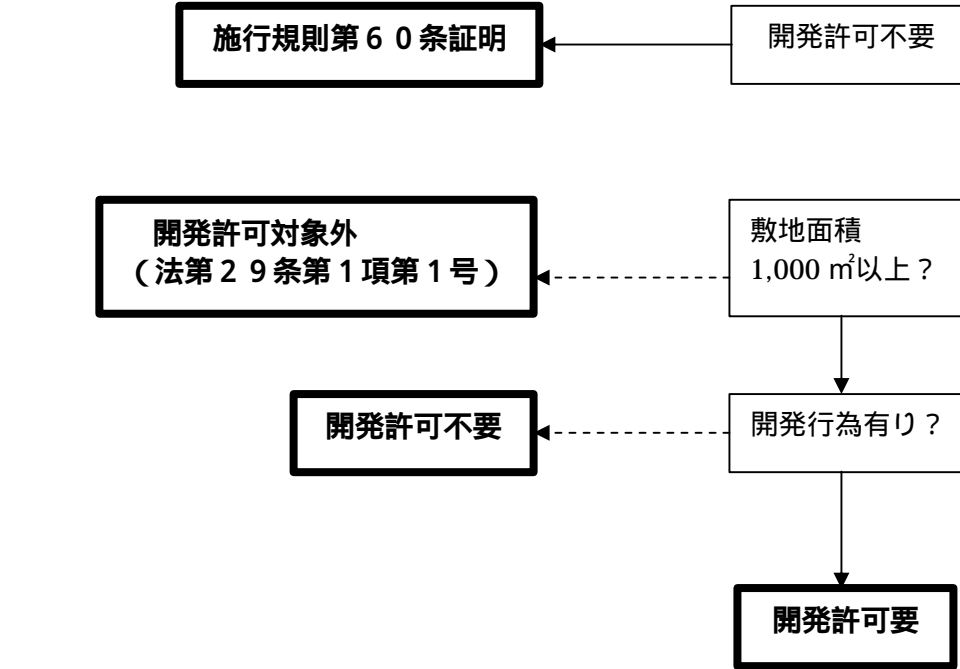 施行規則第６０条証明
開発許可不要
開発許可対象外
（法第２９条第１項第１号）
敷地面積
1,000 ㎡以上？
開発許可不要
開発行為有り？
開発許可要